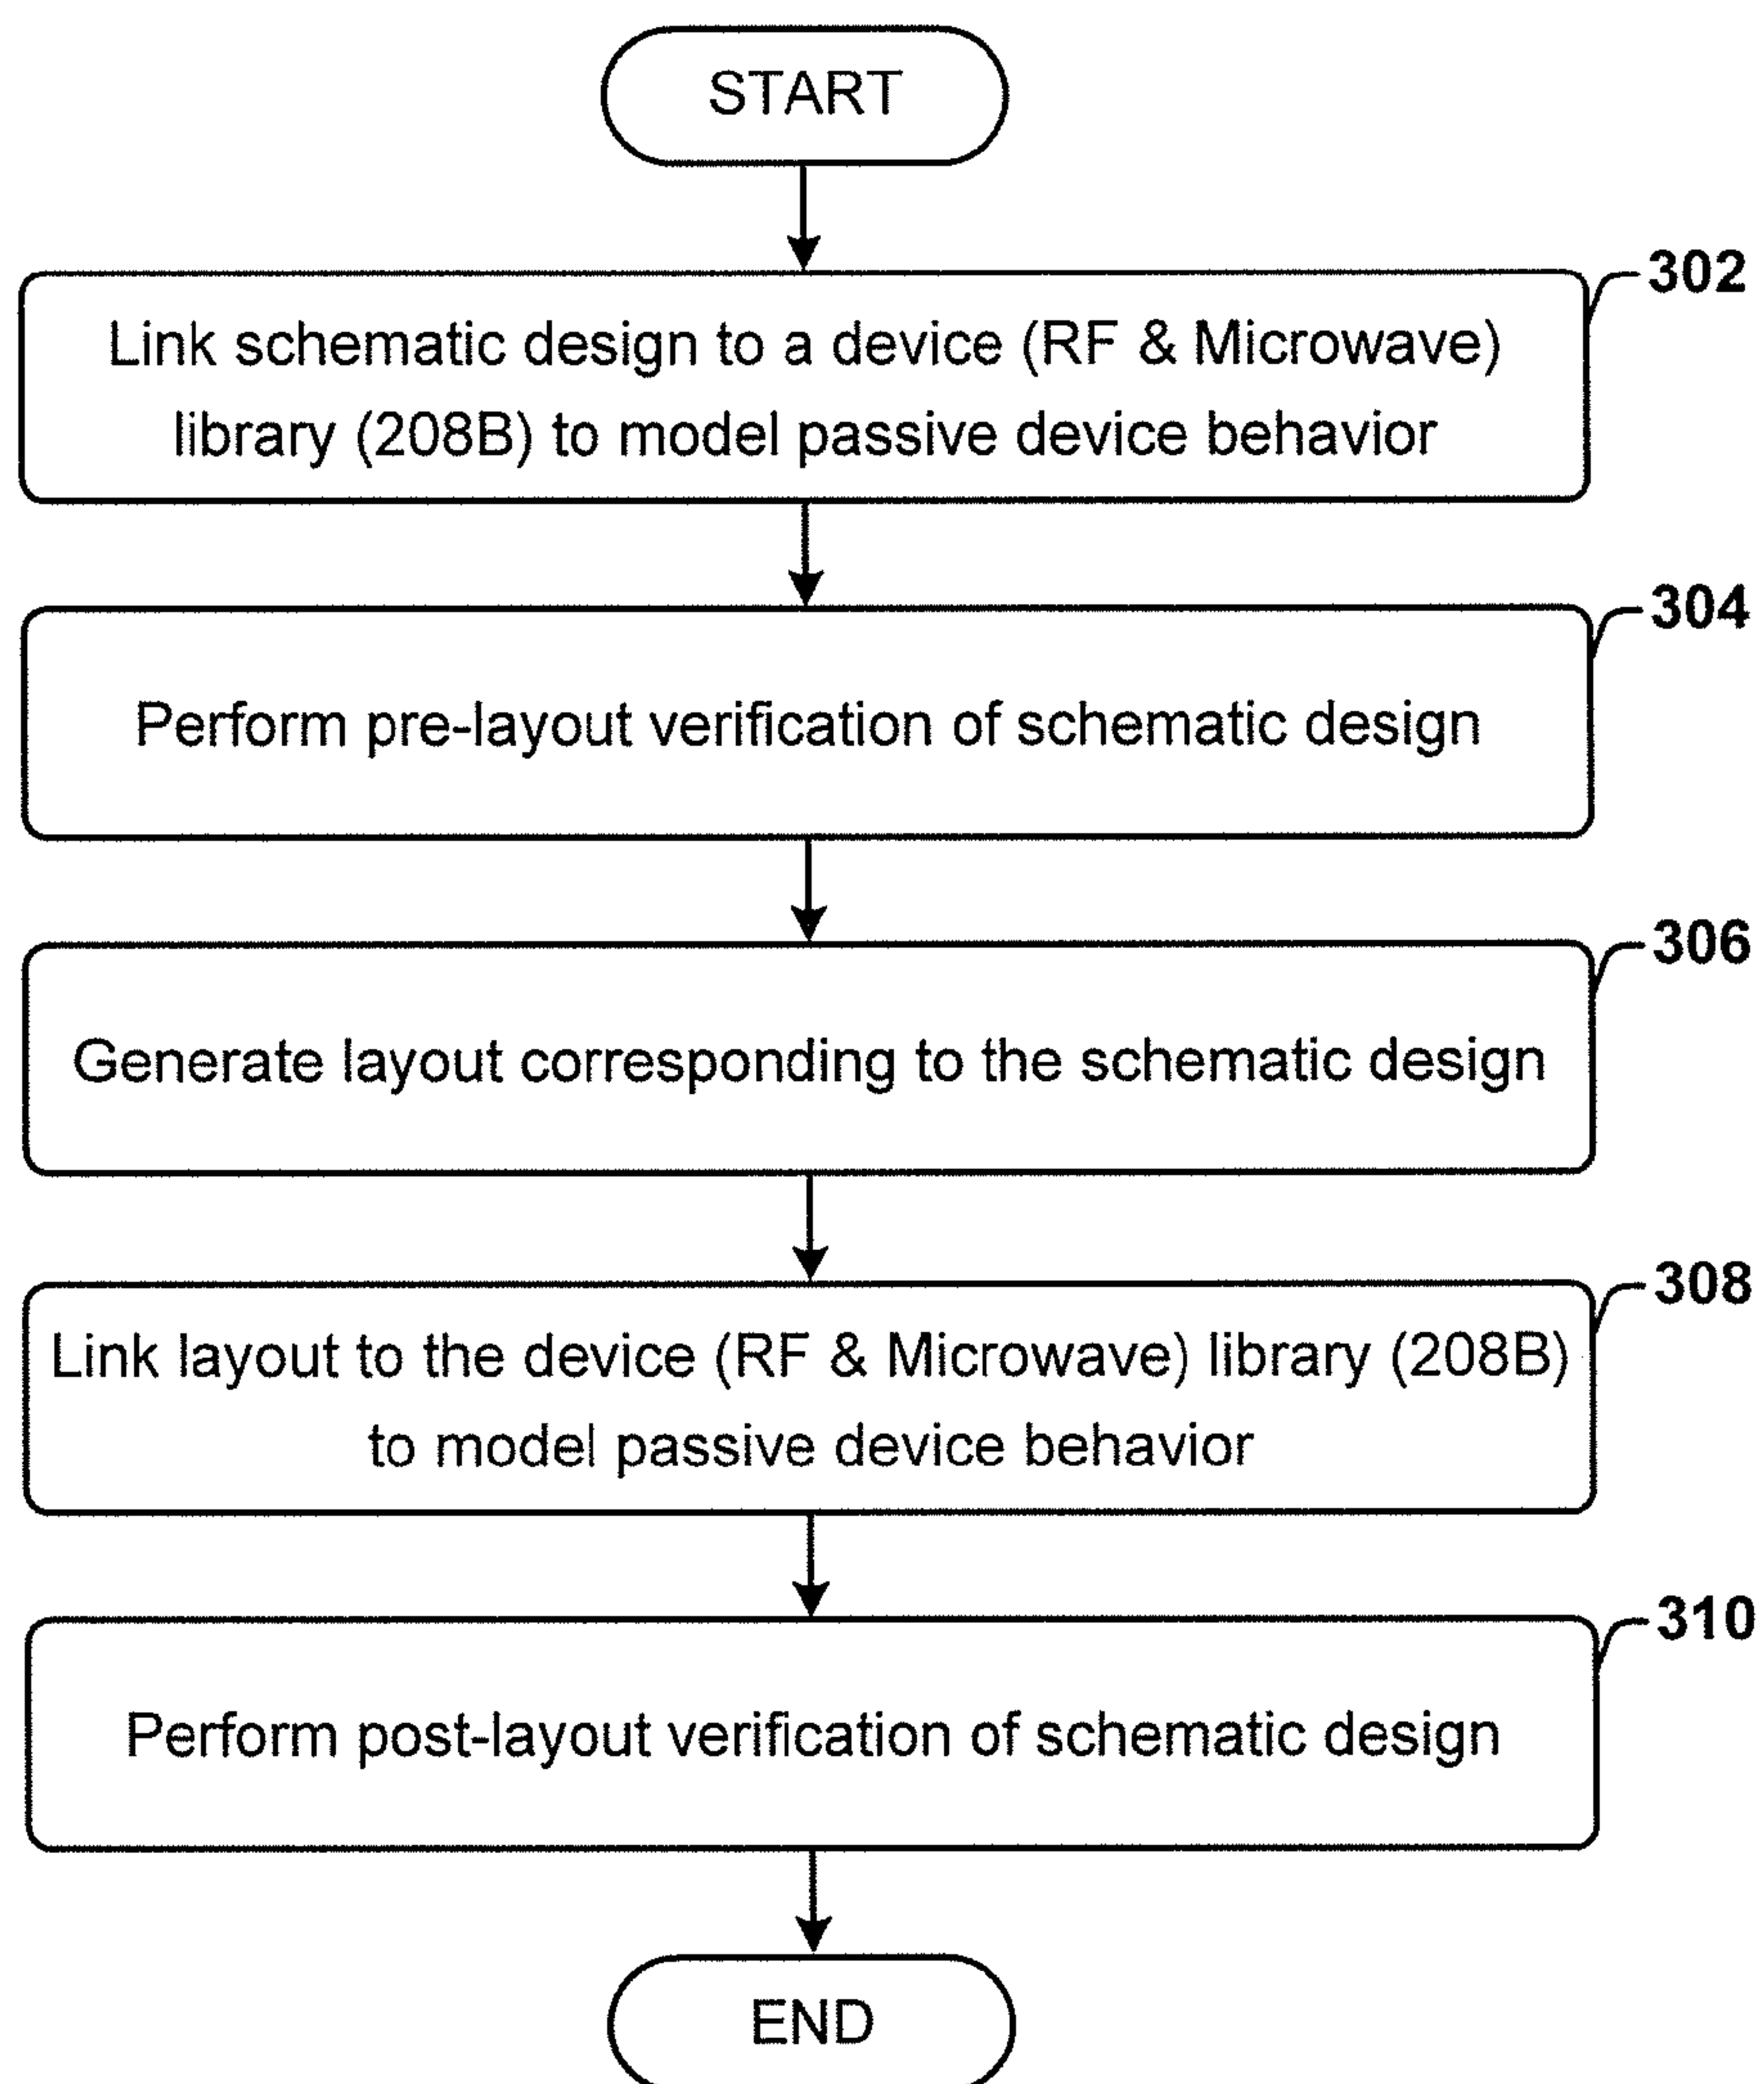 START
302
Link schematic design to a device (RF & Microwave)
library (208B) to model passive device behavior
304
Perform pre-layout verification of schematic design
306
Generate layout corresponding to the schematic design
308
Link layout to the device (RF & Microwave) library (208B)
to model passive device behavior
310
Perform post-layout verification of schematic design
END